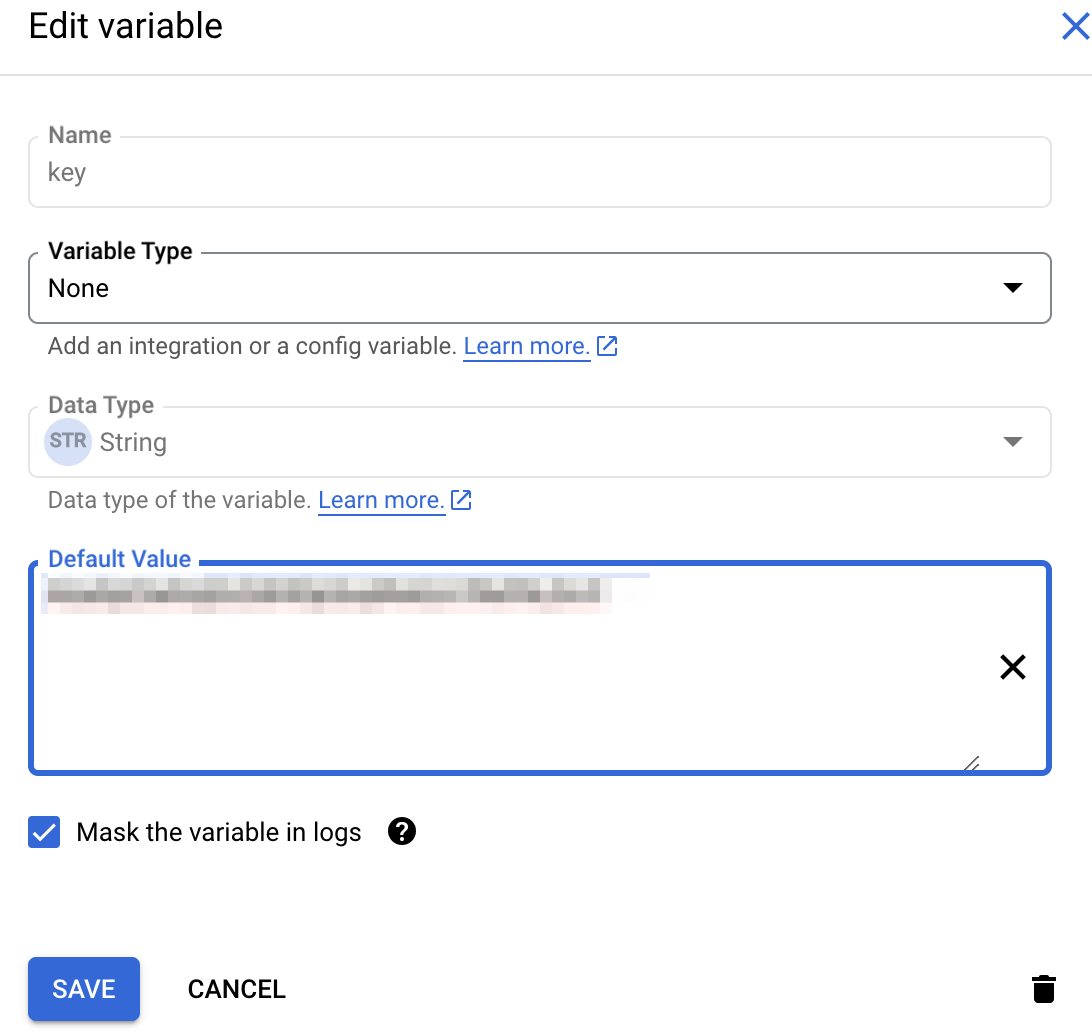 Edit variable
Name
key
Variable Type
None
Add an integration or a config variable. Learn more.
Data Type
STR String
Data type of the variable. Learn more.
Default Value
Mask the variable in logs
SAVE CANCEL